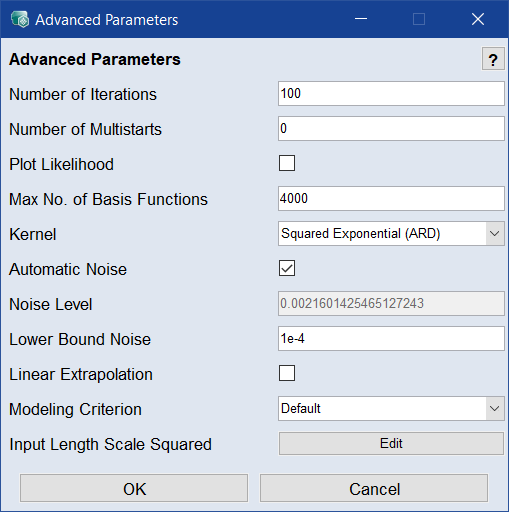 Advanced Parameters
Advanced Parameters ?
Number of Iterations 100
Number of Multistarts 0
Plot Likelihood
Max No. of Basis Functions 4000
Kernel Squared Exponential (ARD)
Automatic Noise
Noise Level 0.0021601425465127243
Lower Bound Noise 1e-4
Linear Extrapolation
Modeling Criterion Default
Input Length Scale Squared Edit
OK Cancel